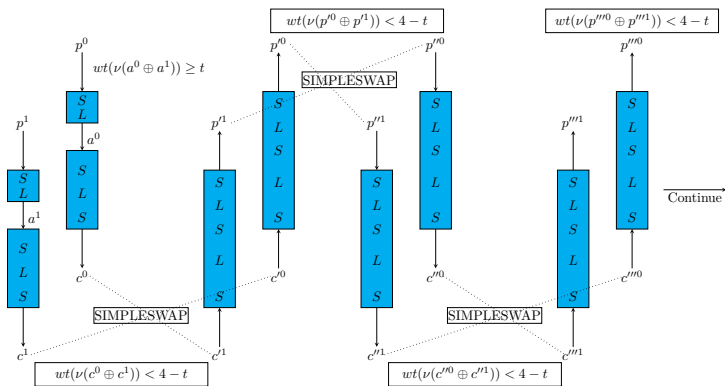 wt(ν(p′⁰ ⊕ p′¹)) < 4 − t
wt(ν(p‴⁰ ⊕ p‴¹)) < 4 − t
p⁰
p′⁰
p″⁰
p‴⁰
wt(ν(a⁰ ⊕ a¹)) ≥ t
SIMPLESWAP
S
L
S
L
S
S
L
S
L
S
S
L
S
L
S
S
L
S
L
S
p¹
a⁰
p′¹
p″¹
p‴¹
S
L
S
L
S
S
L
S
L
S
S
L
S
L
S
S
L
S
L
S
Continue
a¹
c⁰
c′⁰
c″⁰
c‴⁰
SIMPLESWAP
SIMPLESWAP
c¹
c′¹
c″¹
c‴¹
wt(ν(c⁰ ⊕ c¹)) < 4 − t
wt(ν(c″⁰ ⊕ c″¹)) < 4 − t